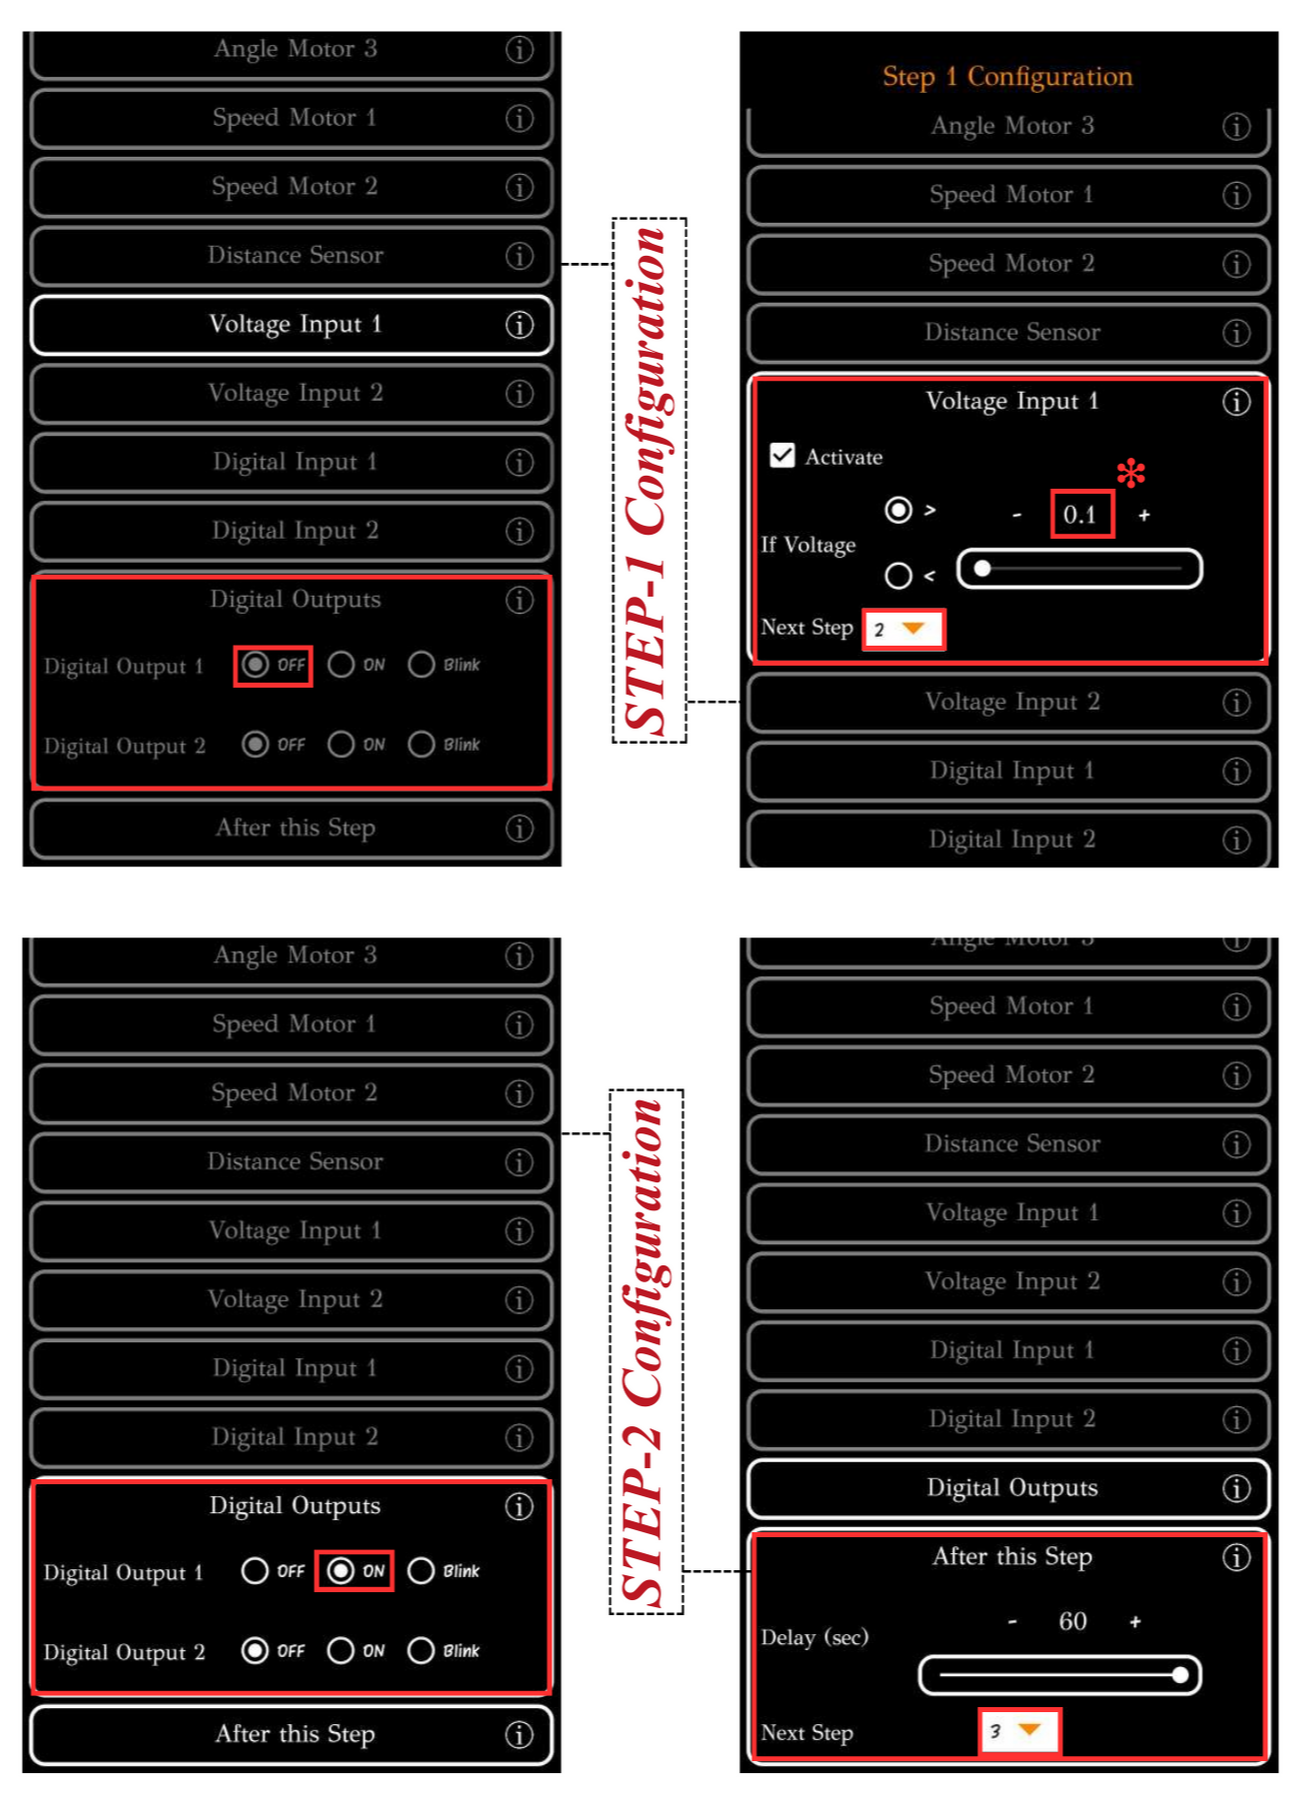 Angle Motor 3
Speed Motor 1
Speed Motor 2
Distance Sensor
Voltage Input 1
Voltage Input 2
Digital Input 1
Digital Input 2
Digital Outputs
Digital Output 1 OFF ON Blink
Digital Output 2 OFF ON Blink
After this Step
STEP-1 Configuration
Step 1 Configuration
Angle Motor 3
Speed Motor 1
Speed Motor 2
Distance Sensor
Voltage Input 1
Activate
> - 0.1 +
If Voltage
<
Next Step 2
Voltage Input 2
Digital Input 1
Digital Input 2
Angle Motor 3
Speed Motor 1
Speed Motor 2
Distance Sensor
Voltage Input 1
Voltage Input 2
Digital Input 1
Digital Input 2
Digital Outputs
Digital Output 1 OFF ON Blink
Digital Output 2 OFF ON Blink
After this Step
STEP-2 Configuration
Angle Motor 3
Speed Motor 1
Speed Motor 2
Distance Sensor
Voltage Input 1
Voltage Input 2
Digital Input 1
Digital Input 2
Digital Outputs
After this Step
- 60 +
Delay (sec)
Next Step 3